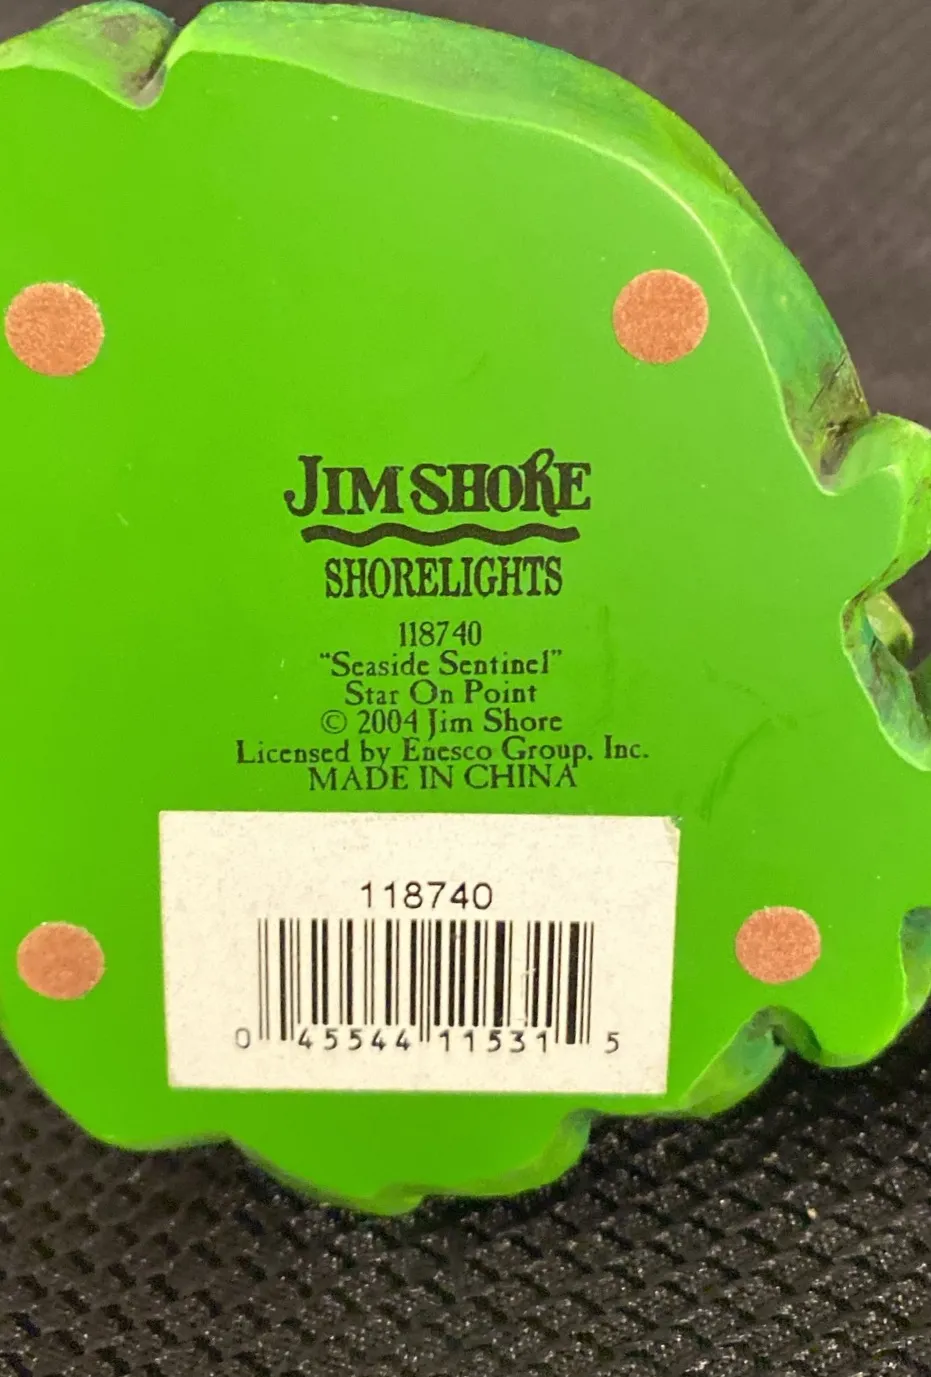 JIM SHORE
SHORELIGHTS
118740
"Seaside Sentinel"
Star On Point
© 2004 Jim Shore
Licensed by Enesco Group, Inc.
MADE IN CHINA
118740
0 45544 11531 5